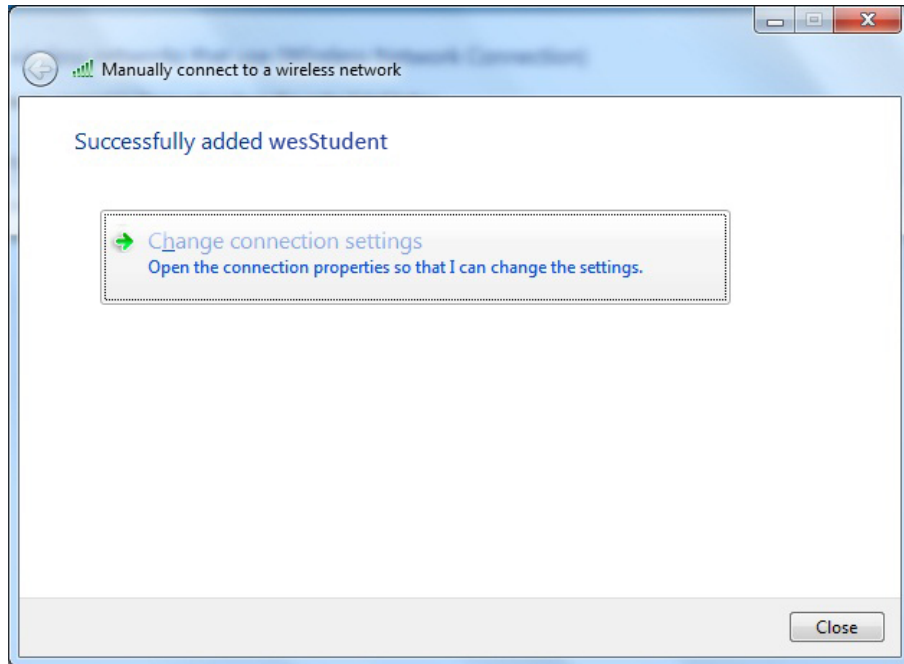 Manually connect to a wireless network
Successfully added wesStudent
Change connection settings
Open the connection properties so that I can change the settings.
Close